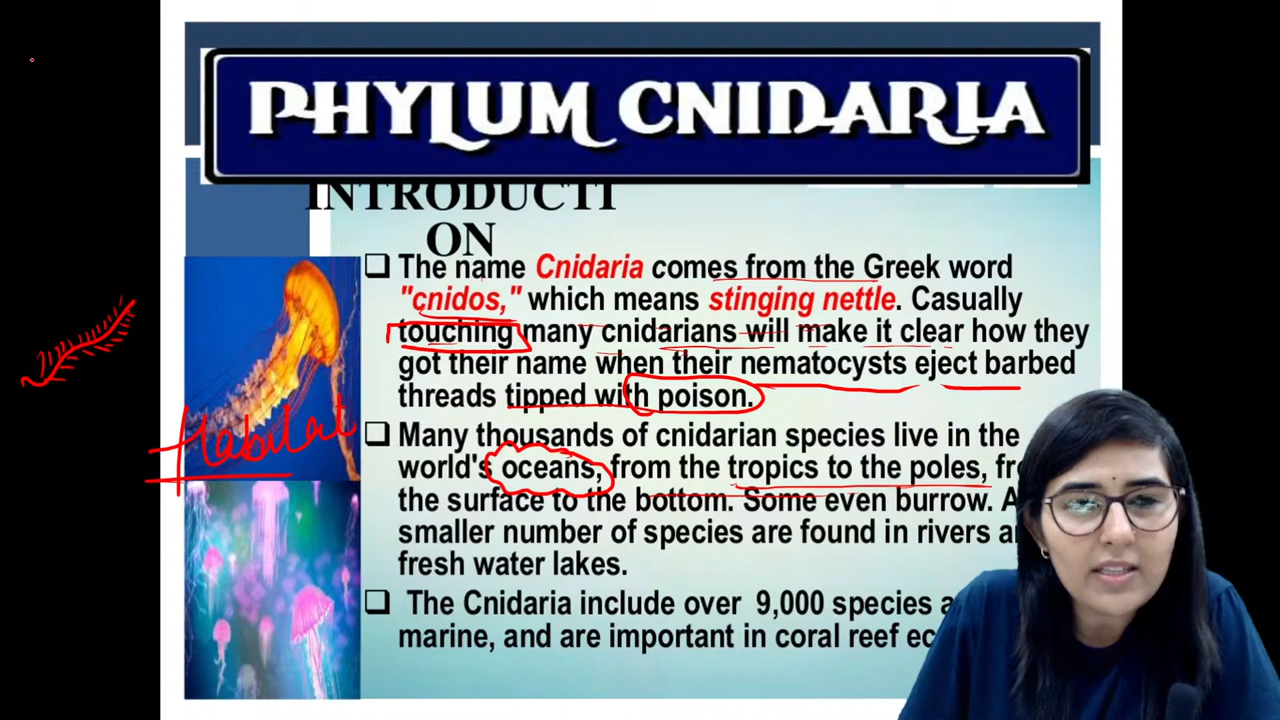 PHYLUM CNIDARIA
INTRODUCTI
ON
The name Cnidaria comes from the Greek word
"cnidos," which means stinging nettle. Casually
touching many cnidarians will make it clear how they
got their name when their nematocysts eject barbed
threads tipped with poison.
Habitat
Many thousands of cnidarian species live in the
world's oceans, from the tropics to the poles,
the surface to the bottom. Some even burrow. A
smaller number of species are found in rivers
fresh water lakes.
The Cnidaria include over 9,000 species
marine, and are important in coral reef